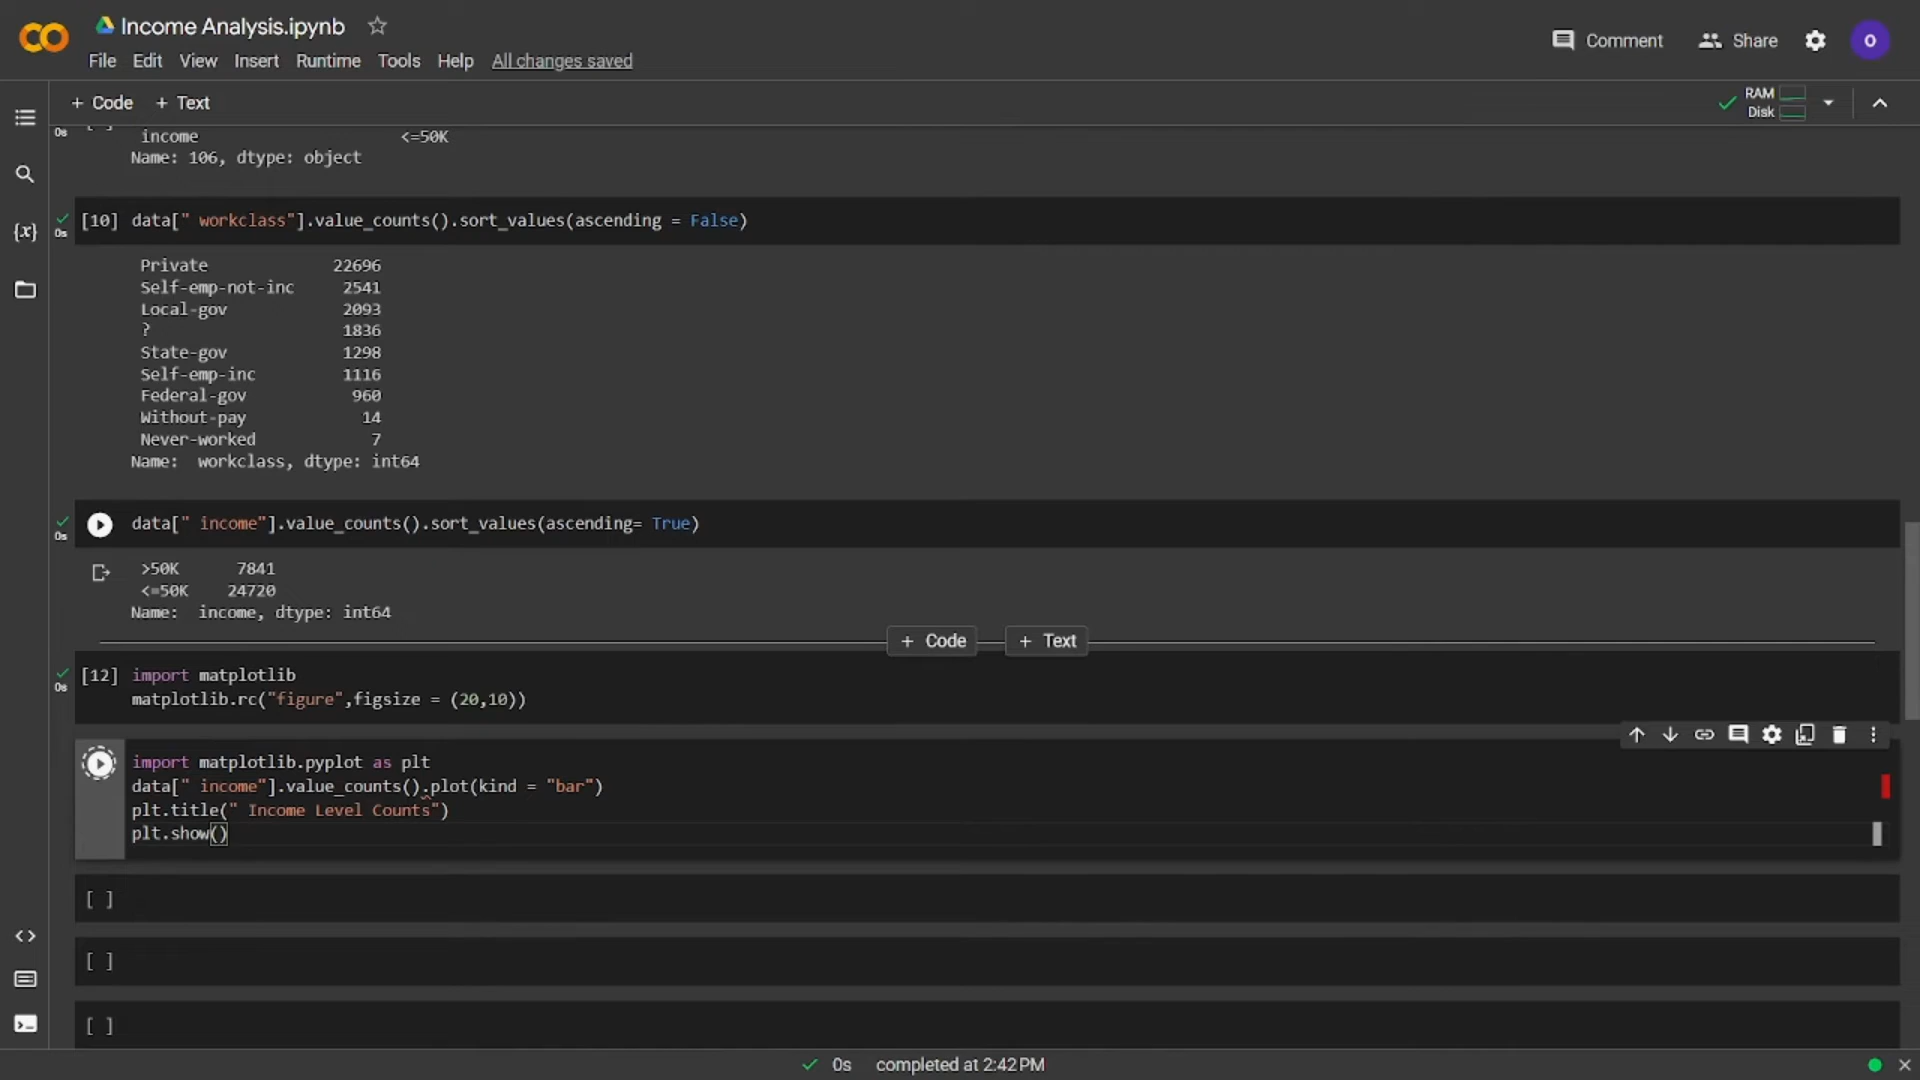 Income Analysis.ipynb
File Edit View Insert Runtime Tools Help All changes saved
Comment Share O
+ Code + Text
RAM
Disk
0s income <=50K
Name: 106, dtype: object
[10] data[" workclass"].value_counts().sort_values(ascending = False)
0s
Private 22696
Self-emp-not-inc 2541
Local-gov 2093
? 1836
State-gov 1298
Self-emp-inc 1116
Federal-gov 960
Without-pay 14
Never-worked 7
Name: workclass, dtype: int64
data[" income"].value_counts().sort_values(ascending= True)
0s
>50K 7841
<=50K 24720
Name: income, dtype: int64
+ Code + Text
[12] import matplotlib
0s
matplotlib.rc("figure",figsize = (20,10))
import matplotlib.pyplot as plt
data[" income"].value_counts().plot(kind = "bar")
plt.title(" Income Level Counts")
plt.show()
[ ]
[ ]
[ ]
0s completed at 2:42 PM